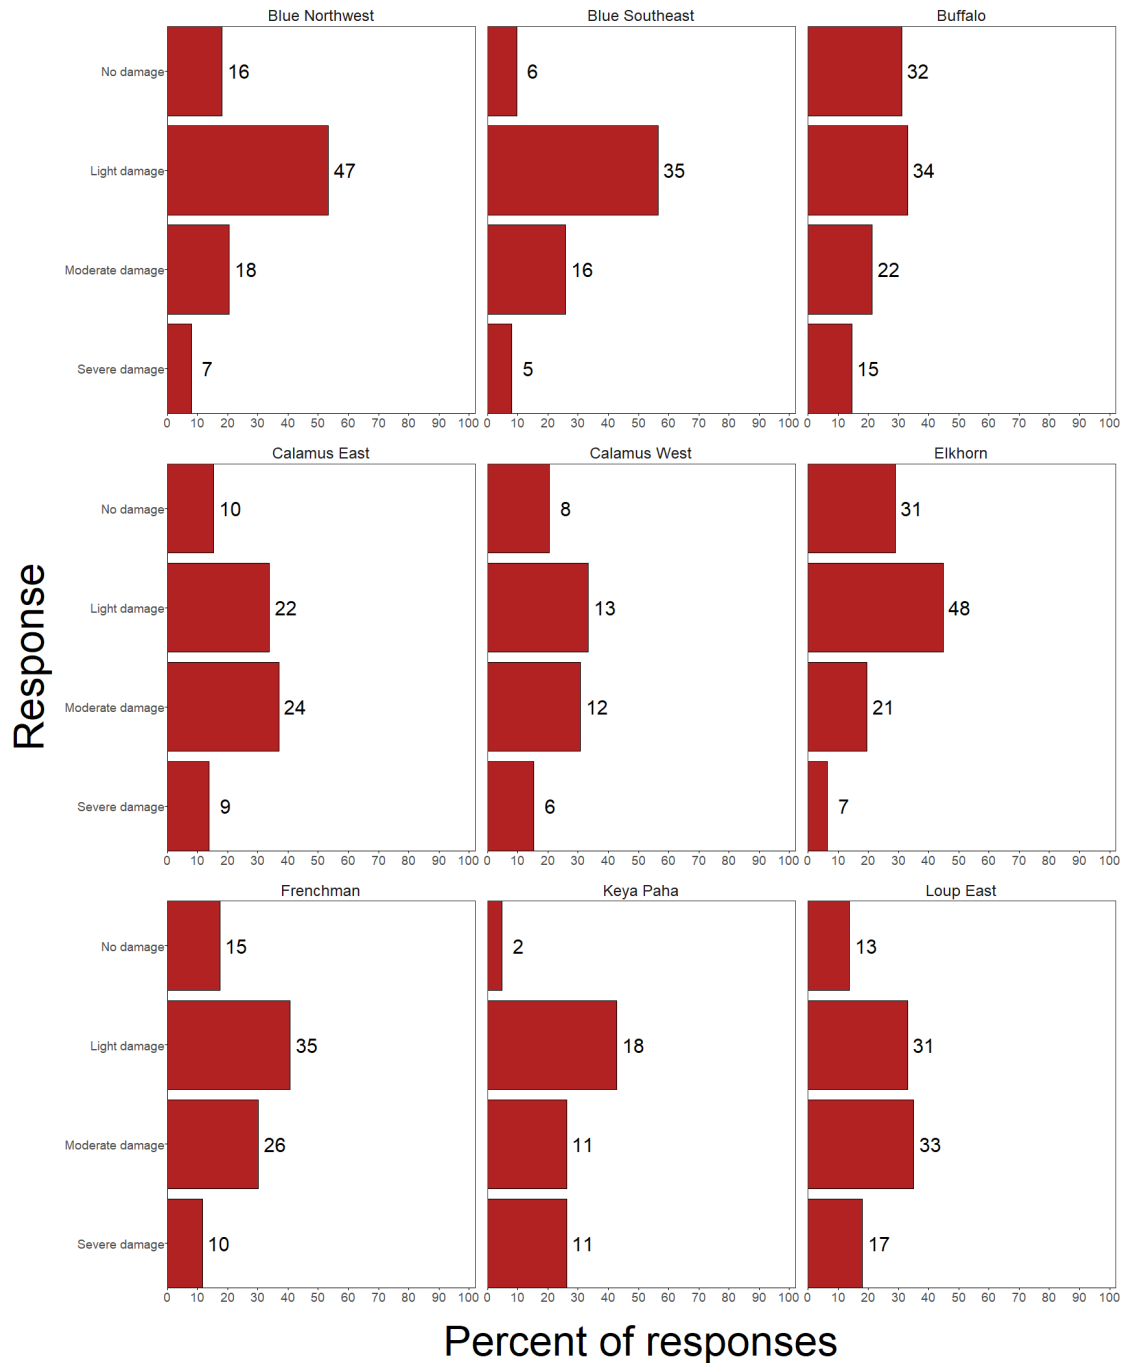 Blue Northwest
Blue Southeast
Buffalo
No damage
16
6
32
Light damage
47
35
34
Moderate damage
18
16
22
Severe damage
7
5
15
0 10 20 30 40 50 60 70 80 90 100
0 10 20 30 40 50 60 70 80 90 100
0 10 20 30 40 50 60 70 80 90 100
Calamus East
Calamus West
Elkhorn
No damage
10
8
31
Light damage
22
13
48
Response
Moderate damage
24
12
21
Severe damage
9
6
7
0 10 20 30 40 50 60 70 80 90 100
0 10 20 30 40 50 60 70 80 90 100
0 10 20 30 40 50 60 70 80 90 100
Frenchman
Keya Paha
Loup East
No damage
15
2
13
Light damage
35
18
31
Moderate damage
26
11
33
Severe damage
10
11
17
0 10 20 30 40 50 60 70 80 90 100
0 10 20 30 40 50 60 70 80 90 100
0 10 20 30 40 50 60 70 80 90 100
Percent of responses